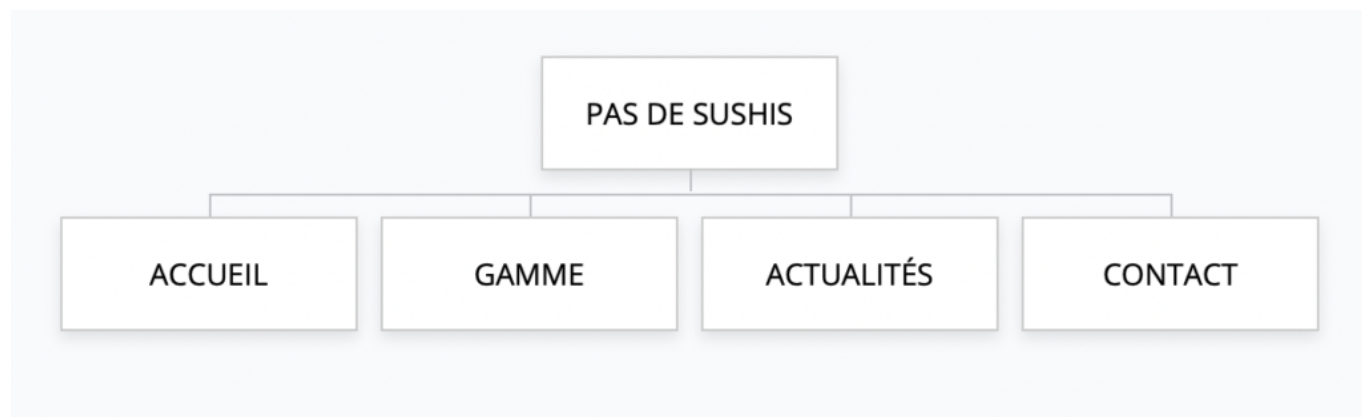 PAS DE SUSHIS
ACCUEIL
GAMME
ACTUALITÉS
CONTACT